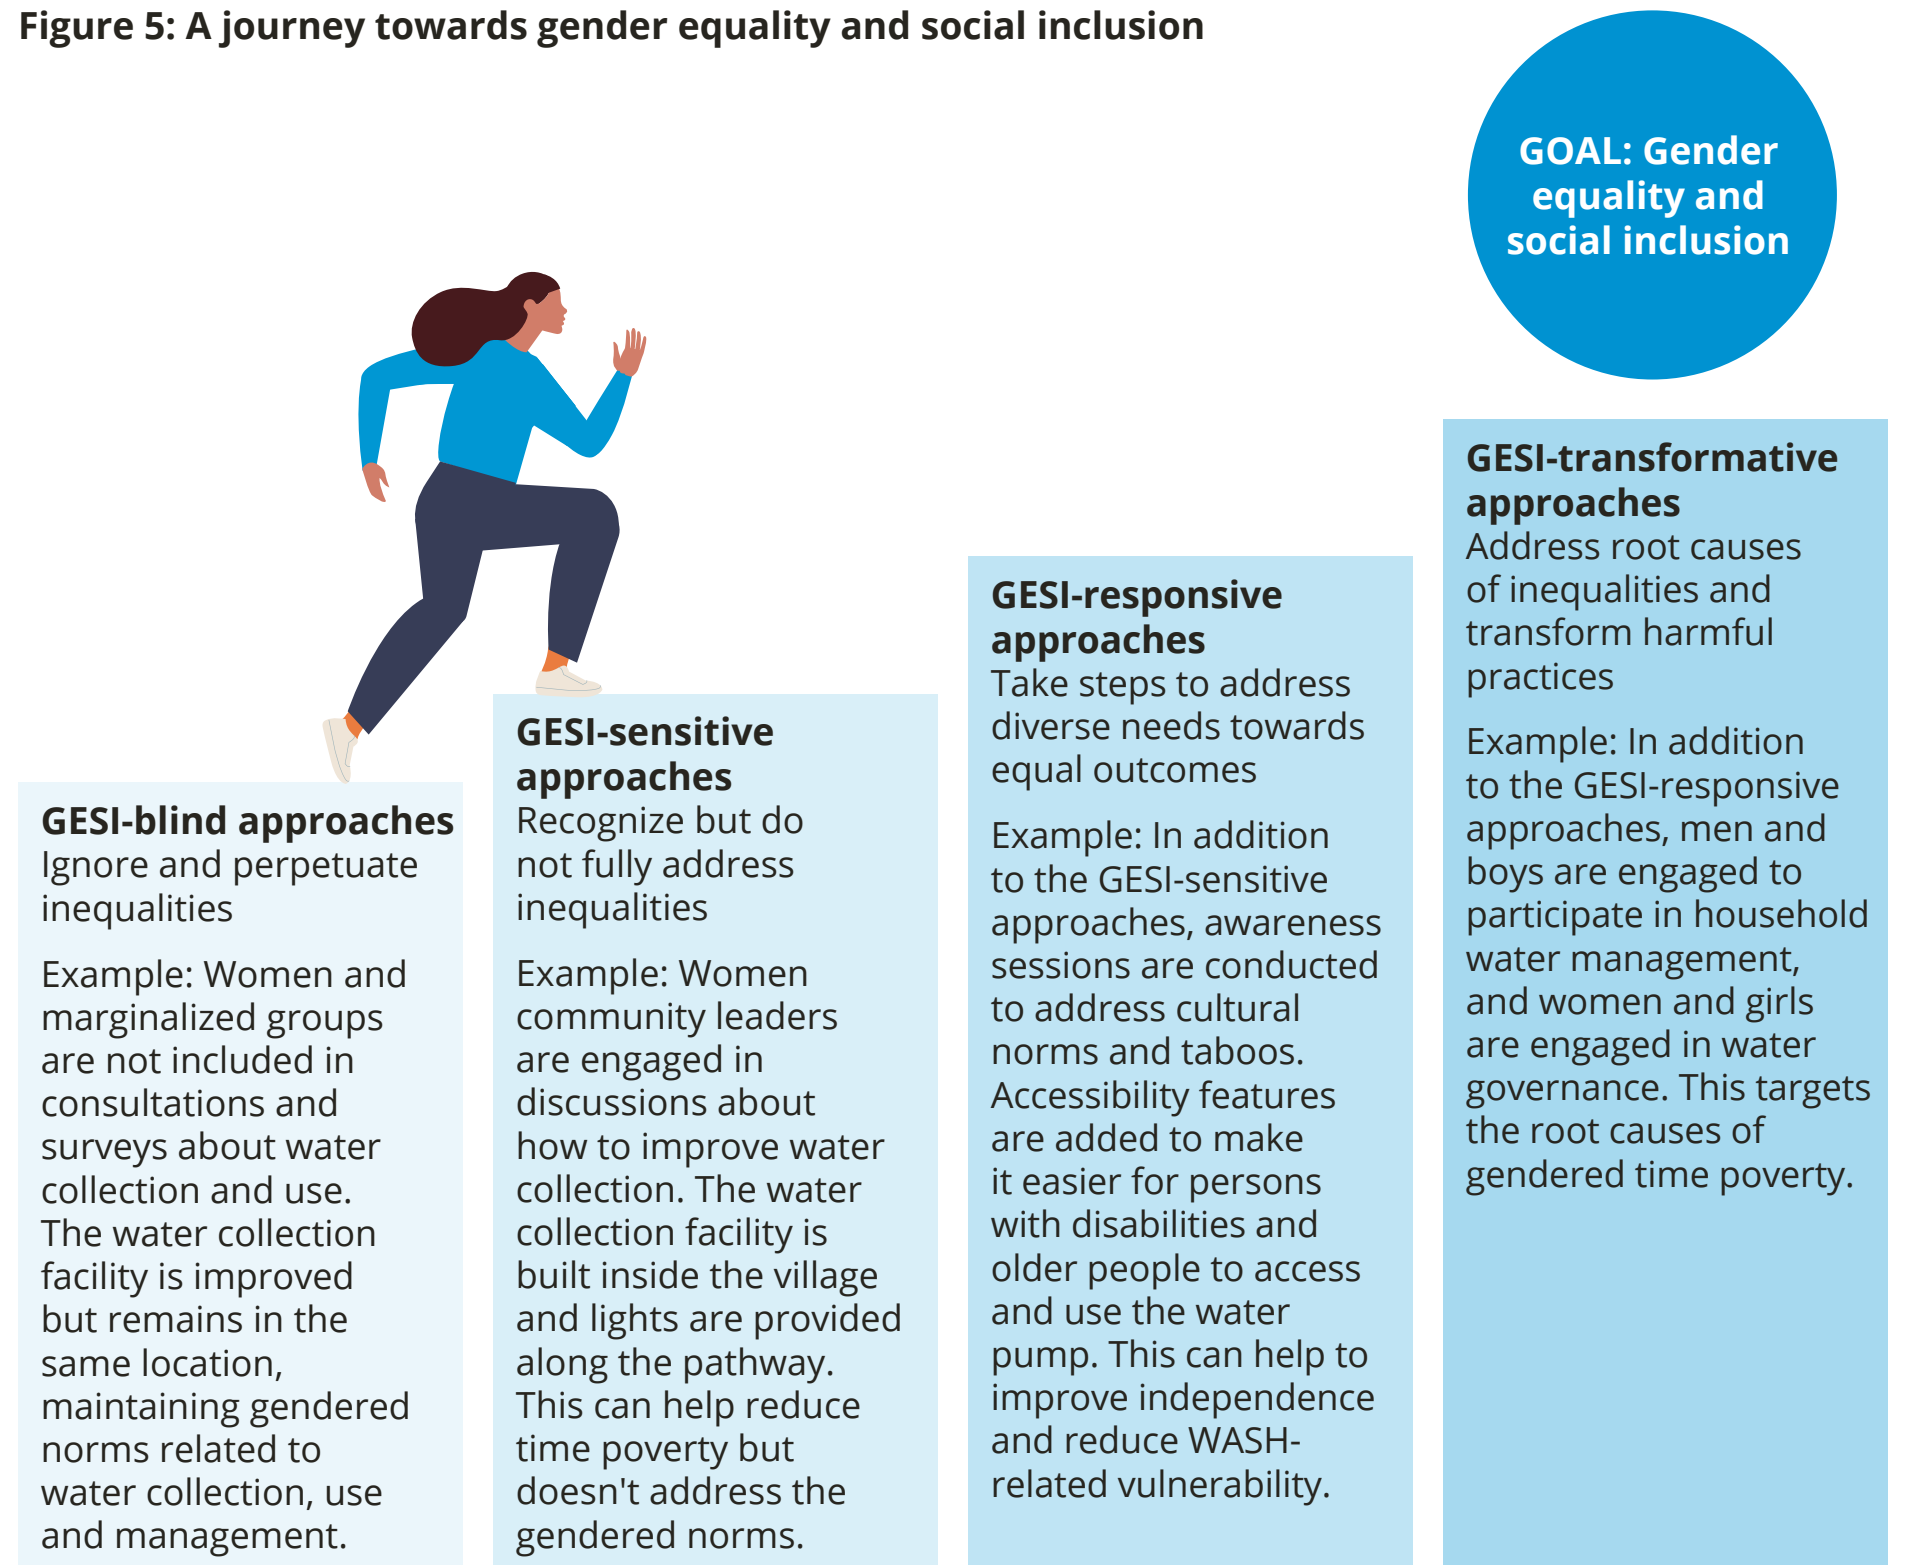 Figure 5: A journey towards gender equality and social inclusion
GOAL: Gender
equality and
social inclusion
GESI-blind approaches
Ignore and perpetuate
inequalities
Example: Women and
marginalized groups
are not included in
consultations and
surveys about water
collection and use.
The water collection
facility is improved
but remains in the
same location,
maintaining gendered
norms related to
water collection, use
and management.
GESI-sensitive
approaches
Recognize but do
not fully address
inequalities
Example: Women
community leaders
are engaged in
discussions about
how to improve water
collection. The water
collection facility is
built inside the village
and lights are provided
along the pathway.
This can help reduce
time poverty but
doesn't address the
gendered norms.
GESI-responsive
approaches
Take steps to address
diverse needs towards
equal outcomes
Example: In addition
to the GESI-sensitive
approaches, awareness
sessions are conducted
to address cultural
norms and taboos.
Accessibility features
are added to make
it easier for persons
with disabilities and
older people to access
and use the water
pump. This can help to
improve independence
and reduce WASH-
related vulnerability.
GESI-transformative
approaches
Address root causes
of inequalities and
transform harmful
practices
Example: In addition
to the GESI-responsive
approaches, men and
boys are engaged to
participate in household
water management,
and women and girls
are engaged in water
governance. This targets
the root causes of
gendered time poverty.